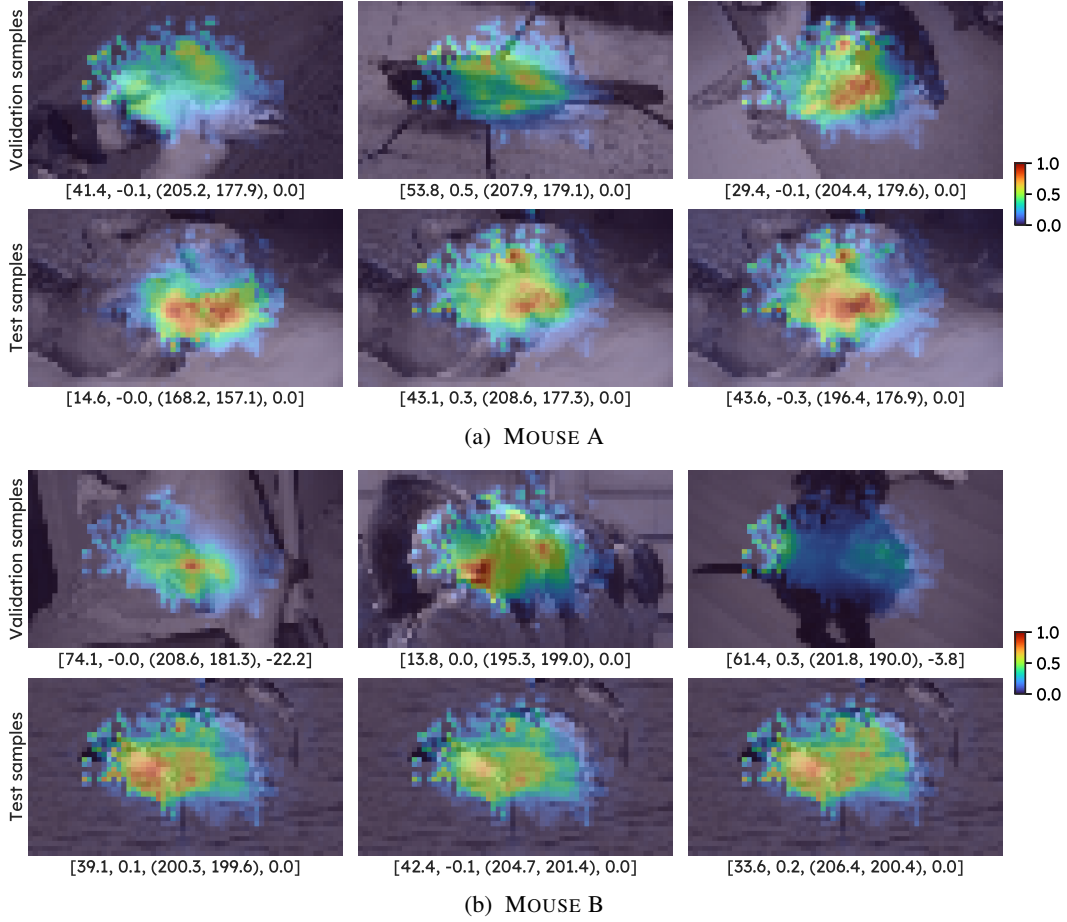 Validation samples
[41.4, -0.1, (205.2, 177.9), 0.0]
[53.8, 0.5, (207.9, 179.1), 0.0]
[29.4, -0.1, (204.4, 179.6), 0.0]
1.0
0.5
0.0
Test samples
[14.6, -0.0, (168.2, 157.1), 0.0]
[43.1, 0.3, (208.6, 177.3), 0.0]
[43.6, -0.3, (196.4, 176.9), 0.0]
(a) MOUSE A
Validation samples
[74.1, -0.0, (208.6, 181.3), -22.2]
[13.8, 0.0, (195.3, 199.0), 0.0]
[61.4, 0.3, (201.8, 190.0), -3.8]
1.0
0.5
0.0
Test samples
[39.1, 0.1, (200.3, 199.6), 0.0]
[42.4, -0.1, (204.7, 201.4), 0.0]
[33.6, 0.2, (206.4, 200.4), 0.0]
(b) MOUSE B